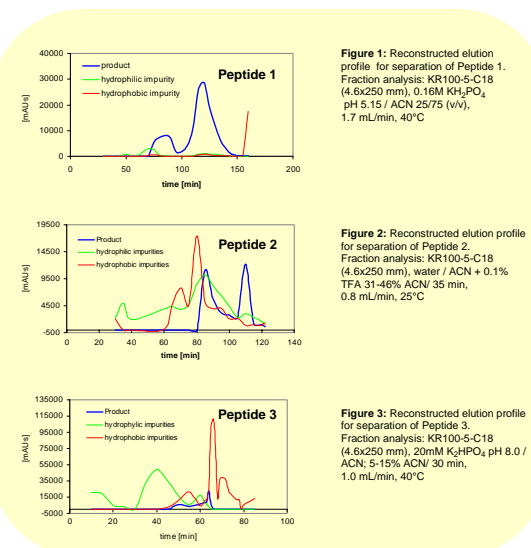 40000
30000
20000
10000
0
[mAUs]
product
hydrophilic impurity
hydrophobic impurity
Peptide 1
0 50 100 150 200
time [min]
Figure 1: Reconstructed elution
profile for separation of Peptide 1.
Fraction analysis: KR100-5-C18
(4.6x250 mm), 0.16M KH2PO4
pH 5.15 / ACN 25/75 (v/v),
1.7 mL/min, 40°C
19500
14500
9500
4500
-500
[mAUs]
Product
hydrophilic impurities
hydrophobic impurities
Peptide 2
0 20 40 60 80 100 120 140
time [min]
Figure 2: Reconstructed elution profile
for separation of Peptide 2.
Fraction analysis: KR100-5-C18
(4.6x250 mm), water / ACN + 0.1%
TFA 31-46% ACN/ 35 min,
0.8 mL/min, 25°C
135000
115000
95000
75000
55000
35000
15000
-5000
[mAUs]
Product
hydrophylic impurities
hydrophobic impurities
Peptide 3
0 20 40 60 80 100
time [min]
Figure 3: Reconstructed elution profile
for separation of Peptide 3.
Fraction analysis: KR100-5-C18
(4.6x250 mm), 20mM K2HPO4 pH 8.0 /
ACN; 5-15% ACN/ 30 min,
1.0 mL/min, 40°C